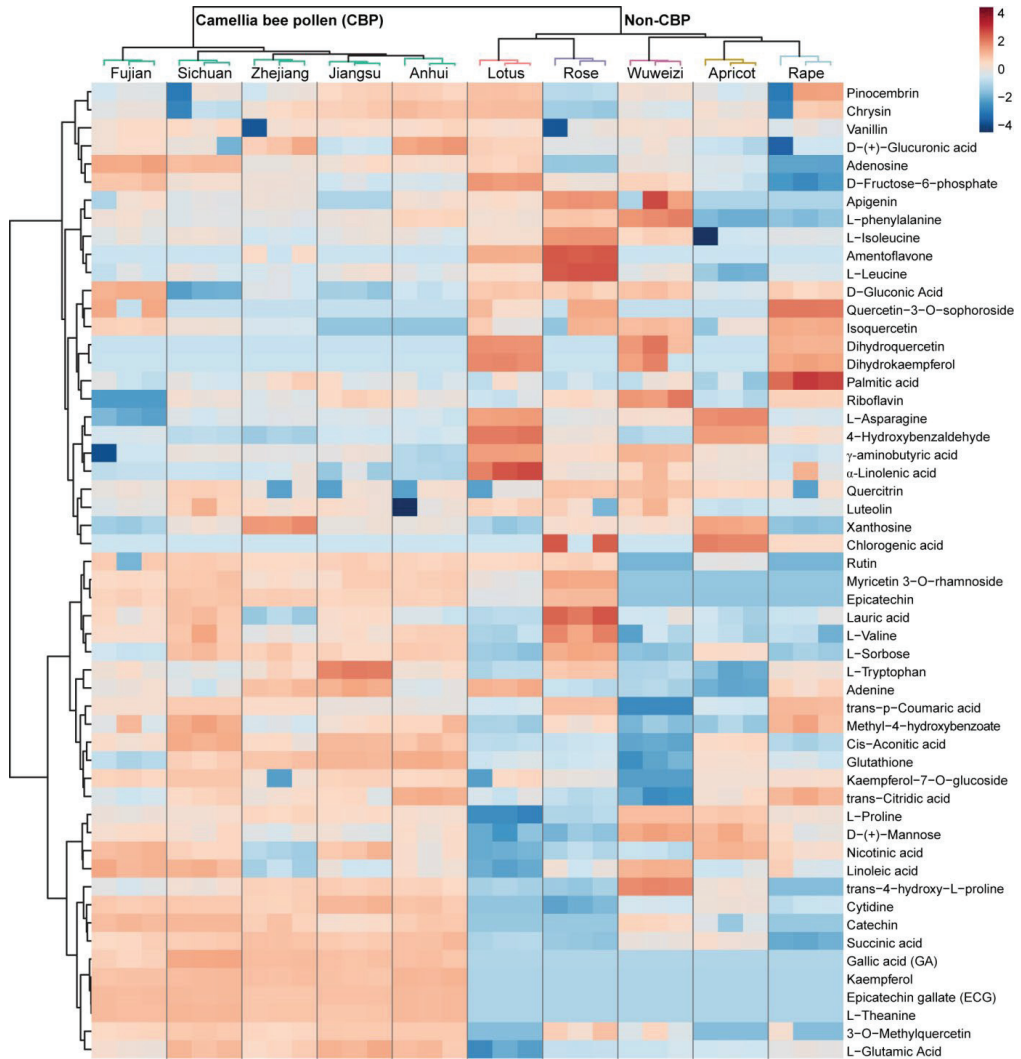 Camellia bee pollen (CBP)
Non-CBP
4
2
0
−2
−4
Fujian
Sichuan
Zhejiang
Jiangsu
Anhui
Lotus
Rose
Wuweizi
Apricot
Rape
Pinocembrin
Chrysin
Vanillin
D−(+)−Glucuronic acid
Adenosine
D−Fructose−6−phosphate
Apigenin
L−phenylalanine
L−Isoleucine
Amentoflavone
L−Leucine
D−Gluconic Acid
Quercetin−3−O−sophoroside
Isoquercetin
Dihydroquercetin
Dihydrokaempferol
Palmitic acid
Riboflavin
L−Asparagine
4−Hydroxybenzaldehyde
γ−aminobutyric acid
α-Linolenic acid
Quercitrin
Luteolin
Xanthosine
Chlorogenic acid
Rutin
Myricetin 3−O−rhamnoside
Epicatechin
Lauric acid
L−Valine
L−Sorbose
L−Tryptophan
Adenine
trans−p−Coumaric acid
Methyl−4−hydroxybenzoate
Cis−Aconitic acid
Glutathione
Kaempferol−7−O−glucoside
trans−Citridic acid
L−Proline
D−(+)−Mannose
Nicotinic acid
Linoleic acid
trans−4−hydroxy−L−proline
Cytidine
Catechin
Succinic acid
Gallic acid (GA)
Kaempferol
Epicatechin gallate (ECG)
L−Theanine
3−O−Methylquercetin
L−Glutamic Acid